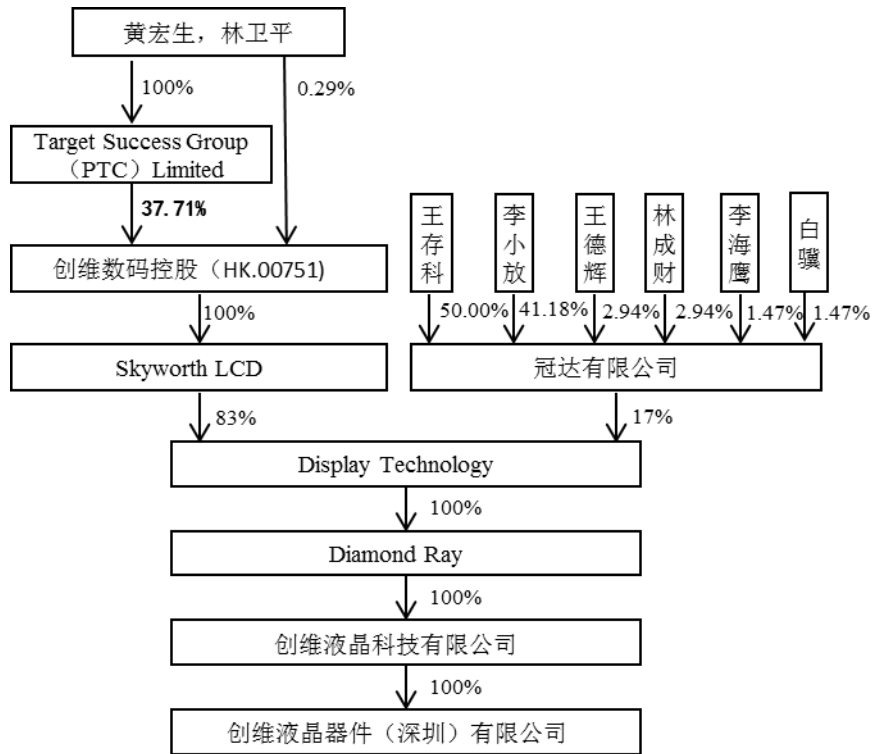 黄宏生，林卫平
100%
0.29%
Target Success Group
（PTC）Limited
37.71%
创维数码控股（HK.00751)
王存科
李小放
王德辉
林成财
李海鹰
白骥
50.00%
41.18%
2.94%
2.94%
1.47%
1.47%
100%
Skyworth LCD
冠达有限公司
83%
17%
Display Technology
100%
Diamond Ray
100%
创维液晶科技有限公司
100%
创维液晶器件（深圳）有限公司